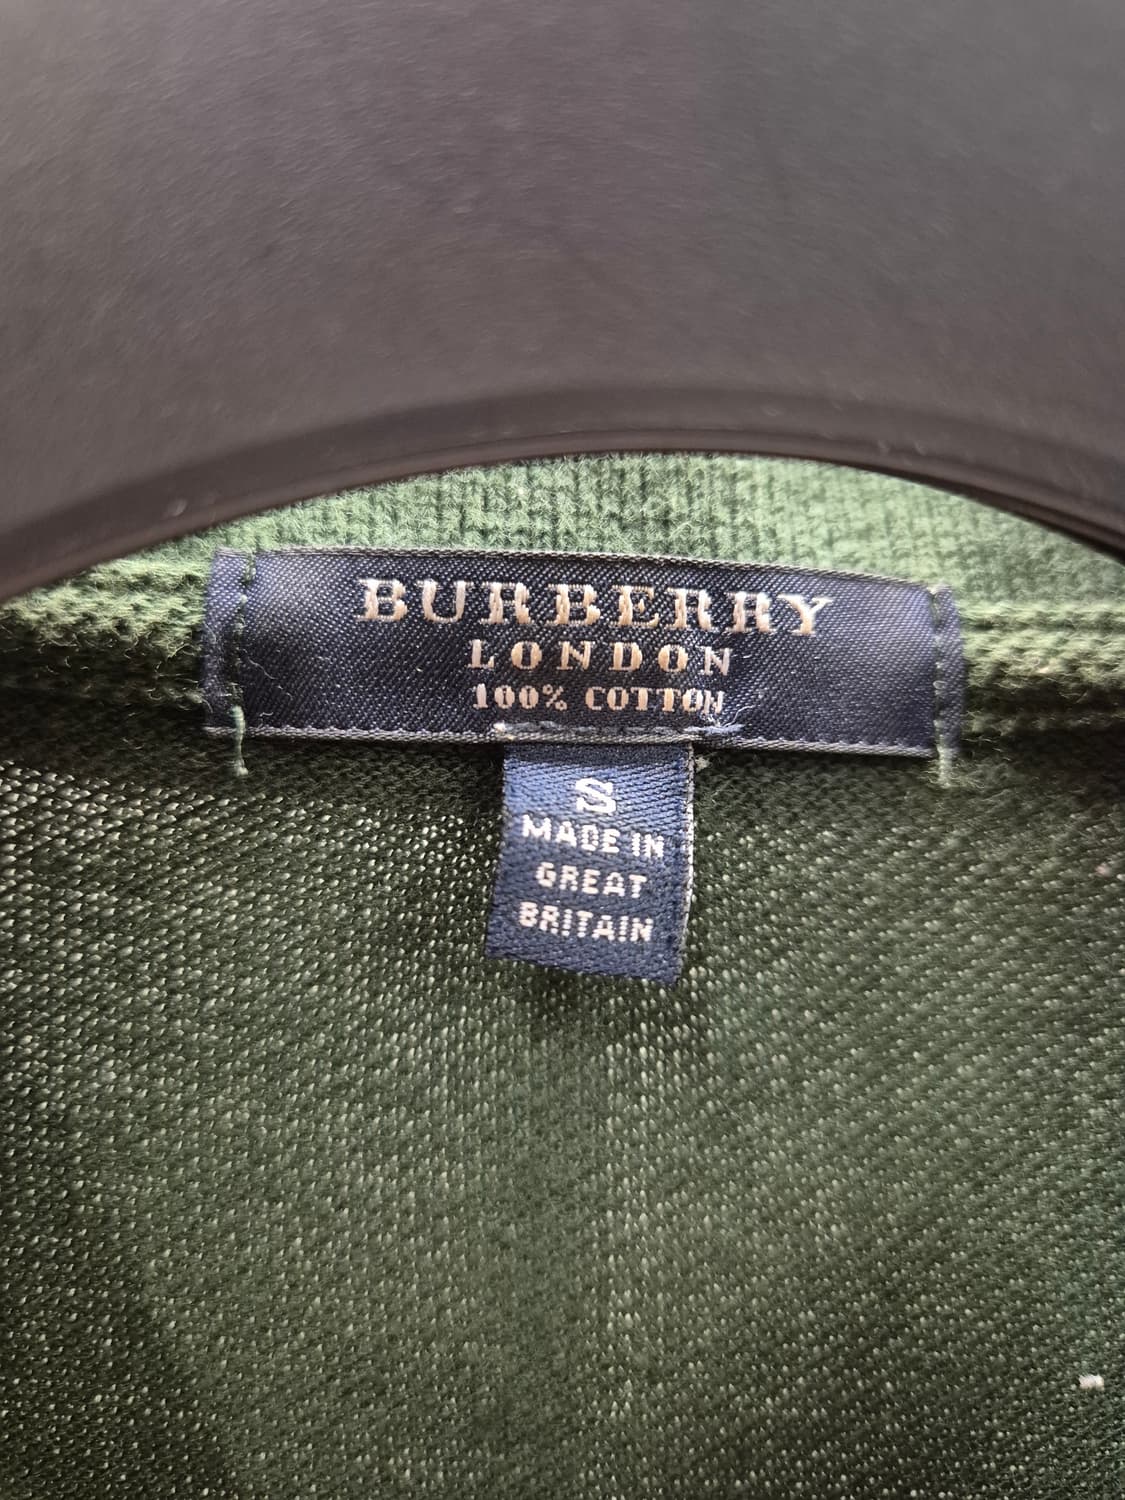 BURBERRY
LONDON
100% COTTON
S
MADE IN
GREAT
BRITAIN